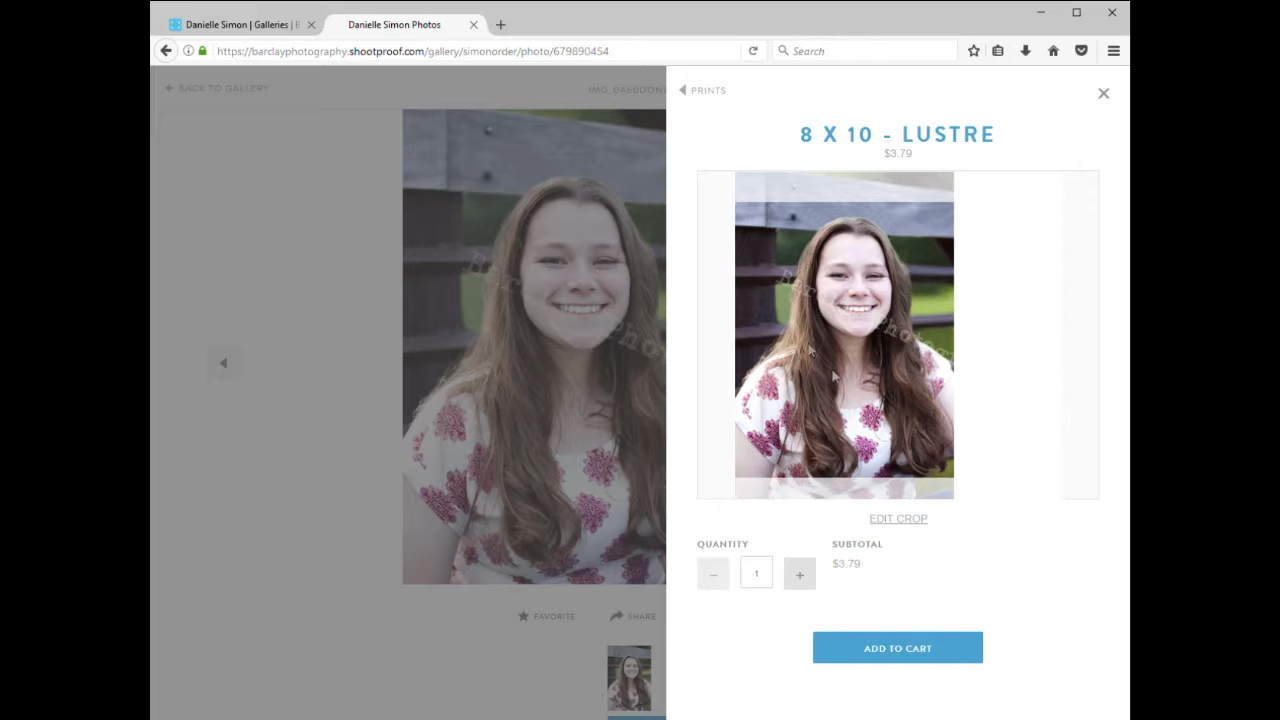 Danielle Simon | Galleries |
Danielle Simon Photos
https://barclayphotography.shootproof.com/gallery/simonorder/photo/679890454
Search
BACK TO GALLERY
PRINTS
8 X 10 - LUSTRE
$3.79
EDIT CROP
QUANTITY
SUBTOTAL
1
$3.79
FAVORITE
SHARE
ADD TO CART